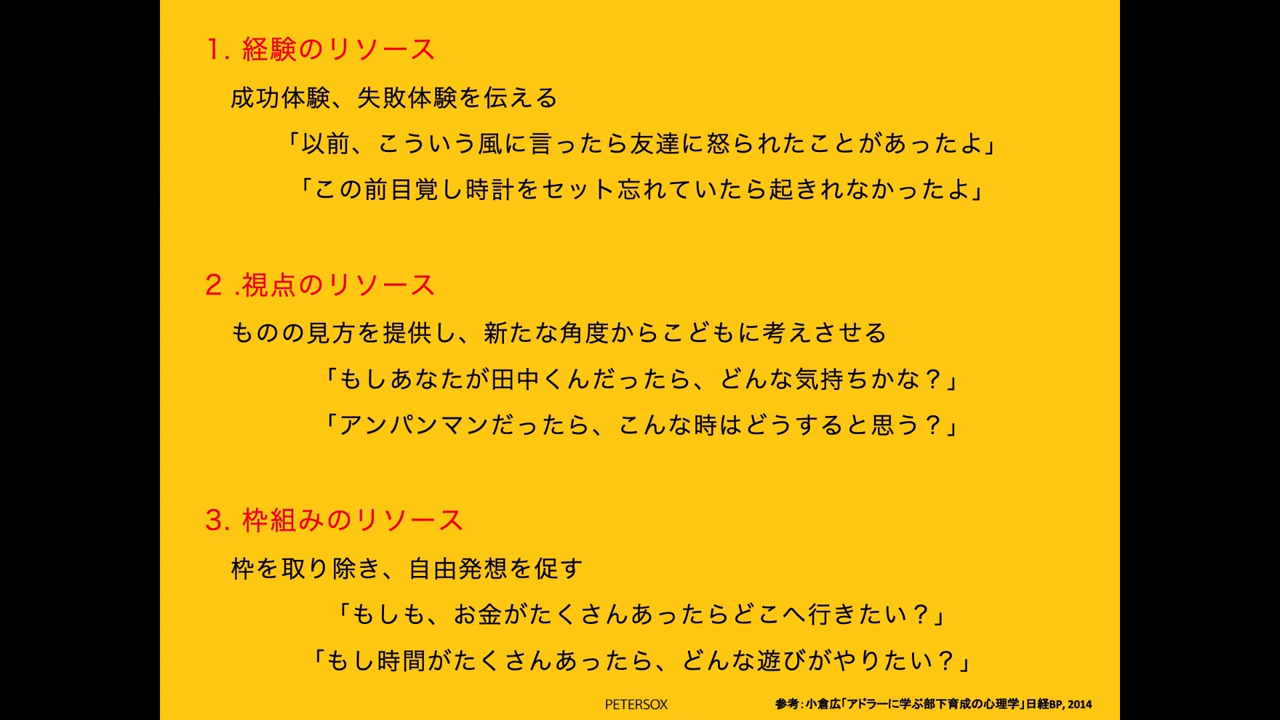 1. 経験のリソース
成功体験、失敗体験を伝える
「以前、こういう風に言ったら友達に怒られたことがあったよ」
「この前目覚し時計をセット忘れていたら起きれなかったよ」
2 .視点のリソース
ものの見方を提供し、新たな角度からこどもに考えさせる
「もしあなたが田中くんだったら、どんな気持ちかな？」
「アンパンマンだったら、こんな時はどうすると思う？」
3. 枠組みのリソース
枠を取り除き、自由発想を促す
「もしも、お金がたくさんあったらどこへ行きたい？」
「もし時間がたくさんあったら、どんな遊びがやりたい？」
PETERSOX
参考：小倉広「アドラーに学ぶ部下育成の心理学」日経BP, 2014